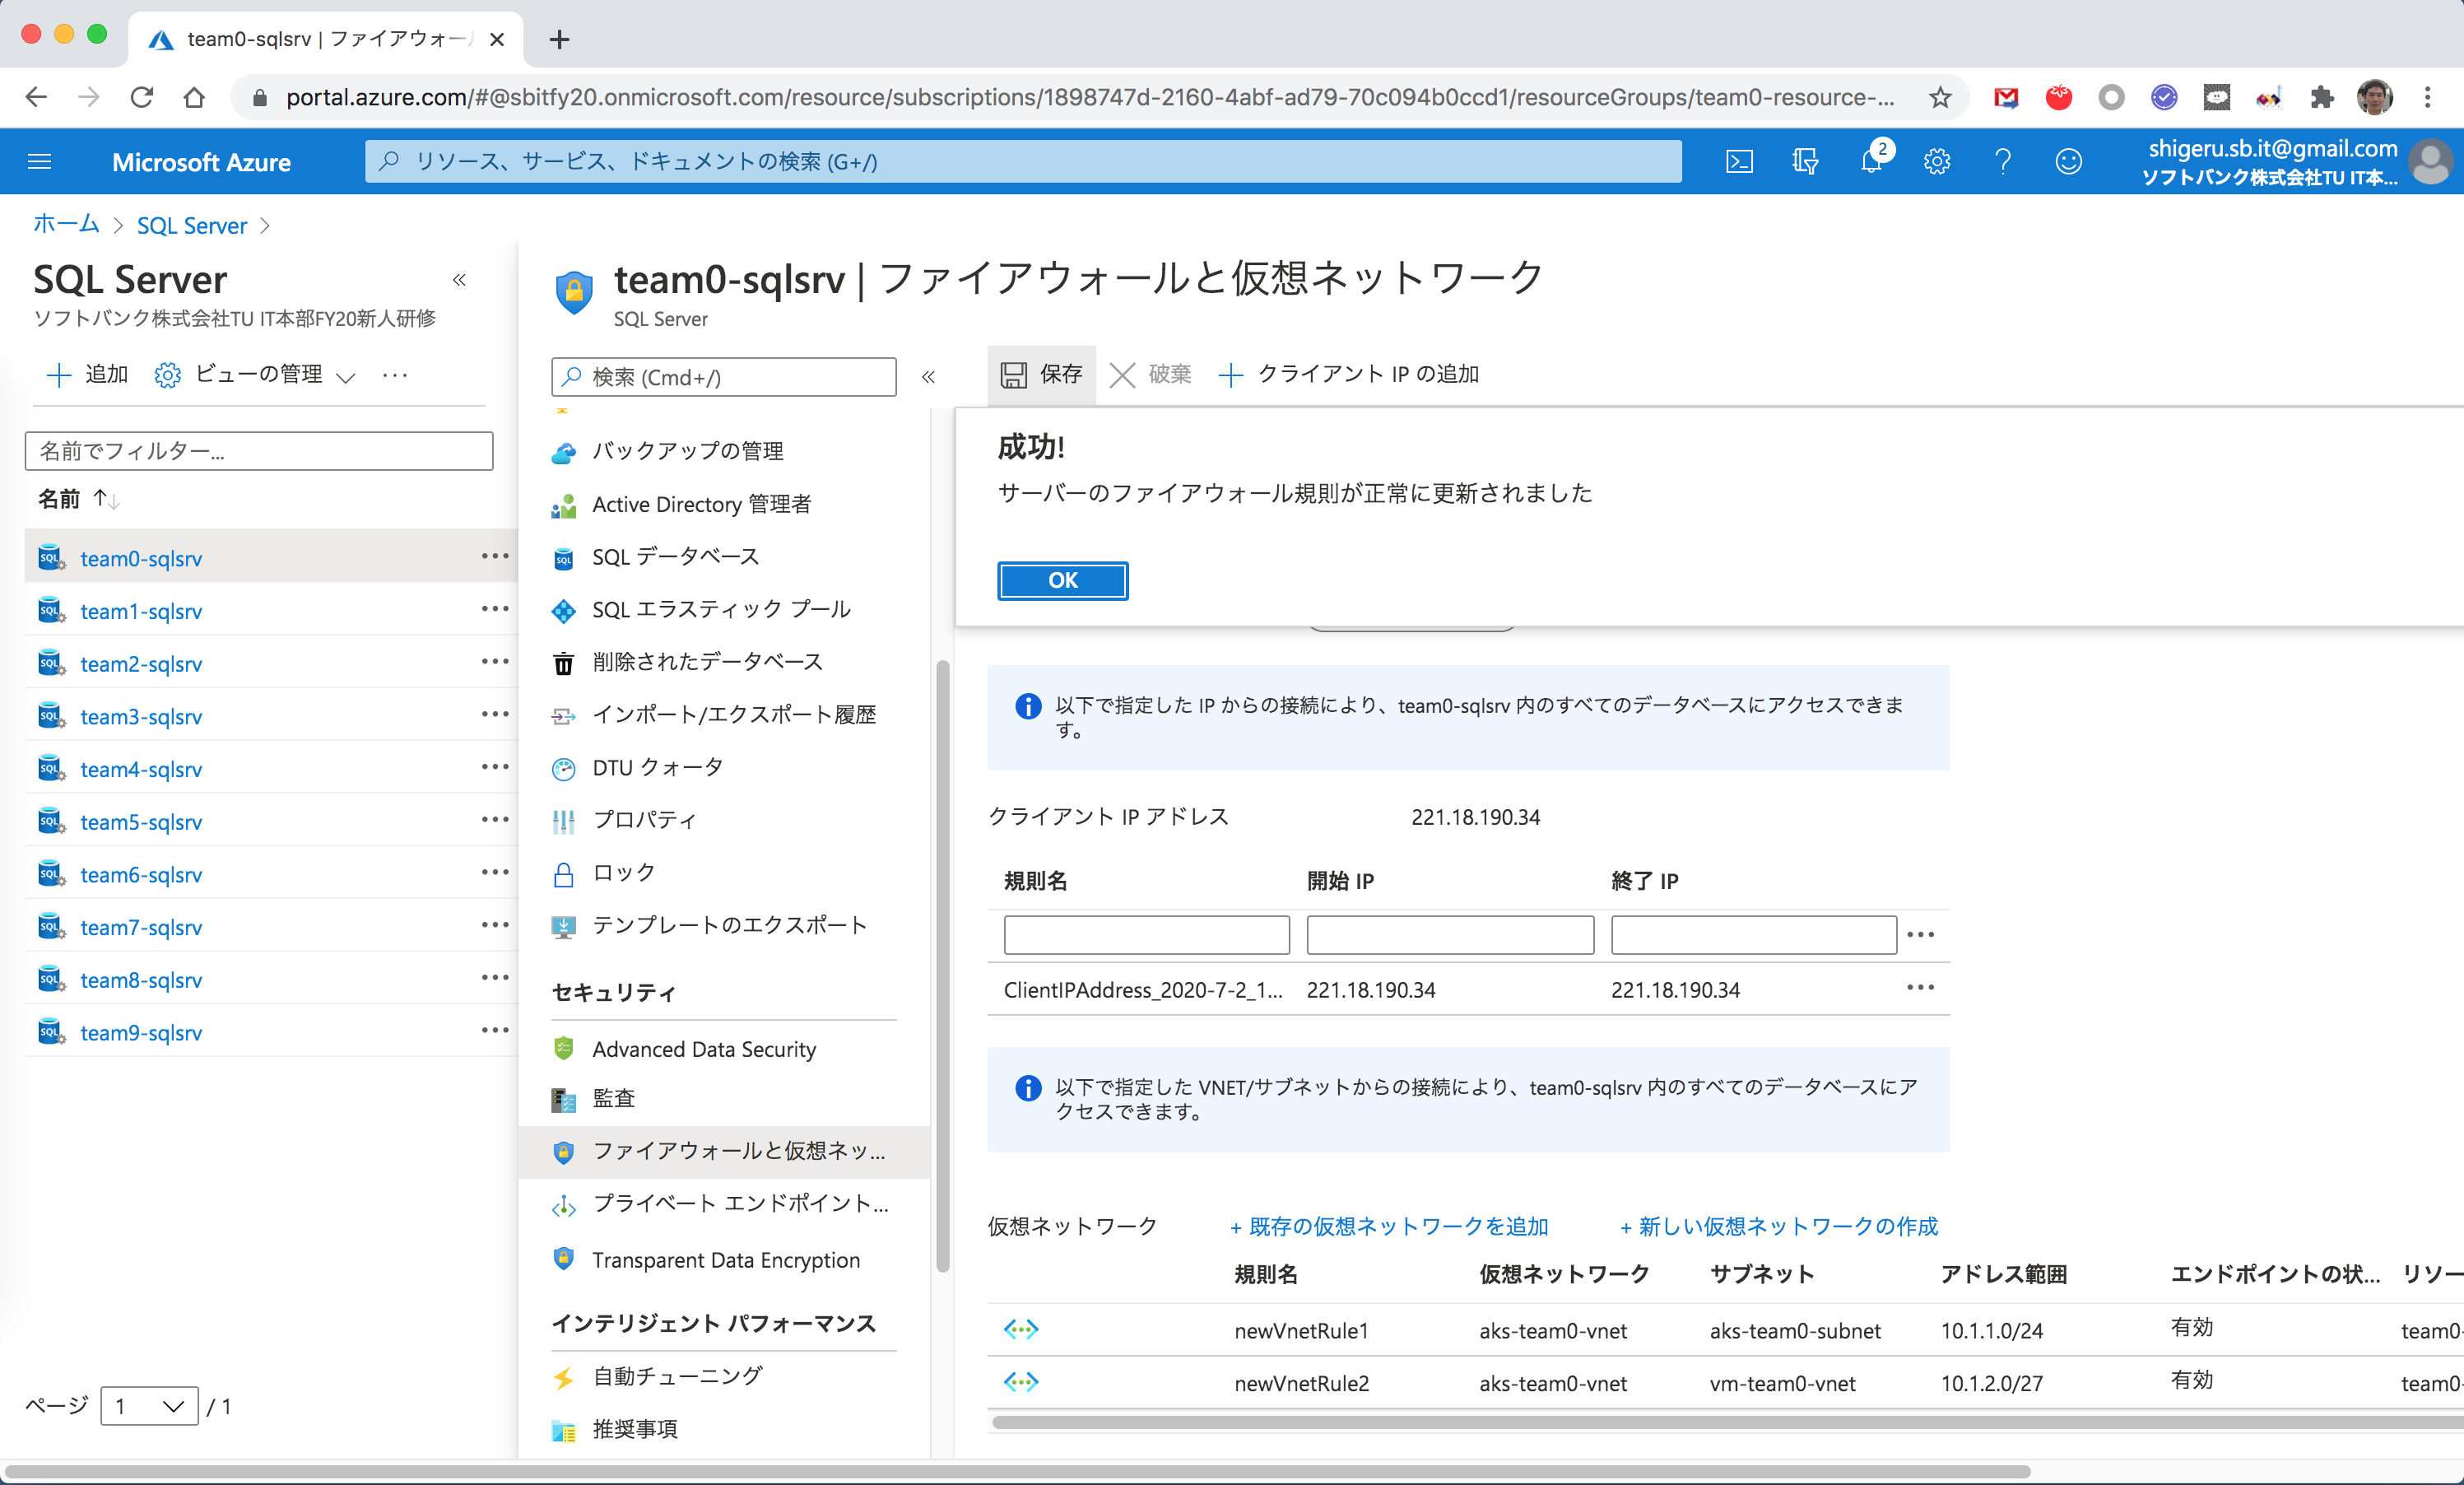 team0-sqlsrv | ファイアウォール
portal.azure.com/#@sbitfy20.onmicrosoft.com/resource/subscriptions/1898747d-2160-4abf-ad79-70c094b0ccd1/resourceGroups/team0-resource-...
Microsoft Azure
リソース、サービス、ドキュメントの検索 (G+/)
2
shigeru.sb.it@gmail.com
ソフトバンク株式会社TU IT本...
ホーム > SQL Server >
SQL Server
«
ソフトバンク株式会社TU IT本部FY20新人研修
追加
ビューの管理
...
名前でフィルター...
名前 ↑↓
team0-sqlsrv ...
team1-sqlsrv ...
team2-sqlsrv ...
team3-sqlsrv ...
team4-sqlsrv ...
team5-sqlsrv ...
team6-sqlsrv ...
team7-sqlsrv ...
team8-sqlsrv ...
team9-sqlsrv ...
ページ 1 / 1
team0-sqlsrv | ファイアウォールと仮想ネットワーク
SQL Server
検索 (Cmd+/)
«
バックアップの管理
Active Directory 管理者
SQL データベース
SQL エラスティック プール
削除されたデータベース
インポート/エクスポート履歴
DTU クォータ
プロパティ
ロック
テンプレートのエクスポート
セキュリティ
Advanced Data Security
監査
ファイアウォールと仮想ネッ...
プライベート エンドポイント...
Transparent Data Encryption
インテリジェント パフォーマンス
自動チューニング
推奨事項
保存
破棄
クライアント IP の追加
成功!
サーバーのファイアウォール規則が正常に更新されました
OK
以下で指定した IP からの接続により、team0-sqlsrv 内のすべてのデータベースにアクセスできま
す。
クライアント IP アドレス 221.18.190.34
規則名 開始 IP 終了 IP
...
ClientIPAddress_2020-7-2_1... 221.18.190.34 221.18.190.34 ...
以下で指定した VNET/サブネットからの接続により、team0-sqlsrv 内のすべてのデータベースにア
クセスできます。
仮想ネットワーク + 既存の仮想ネットワークを追加 + 新しい仮想ネットワークの作成
規則名 仮想ネットワーク サブネット アドレス範囲 エンドポイントの状... リソー
newVnetRule1 aks-team0-vnet aks-team0-subnet 10.1.1.0/24 有効 team0-
newVnetRule2 aks-team0-vnet vm-team0-vnet 10.1.2.0/27 有効 team0-